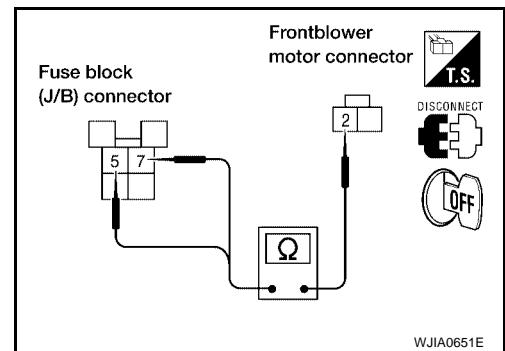 Frontblower
motor connector
Fuse block
(J/B) connector
T.S.
DISCONNECT
2
5 7
OFF
Ω
WJIA0651E